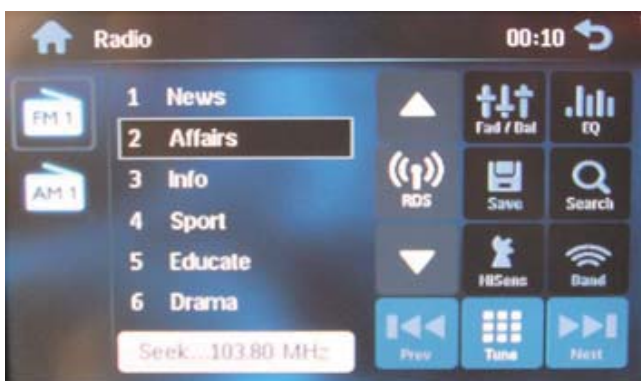 Radio
00:10
FM 1
AM 1
1 News
2 Affairs
3 Info
4 Sport
5 Educate
6 Drama
Seek...103.80 MHz
RDS
Fad / Bal
EQ
Save
Search
HiSens
Band
Prev
Tune
Next